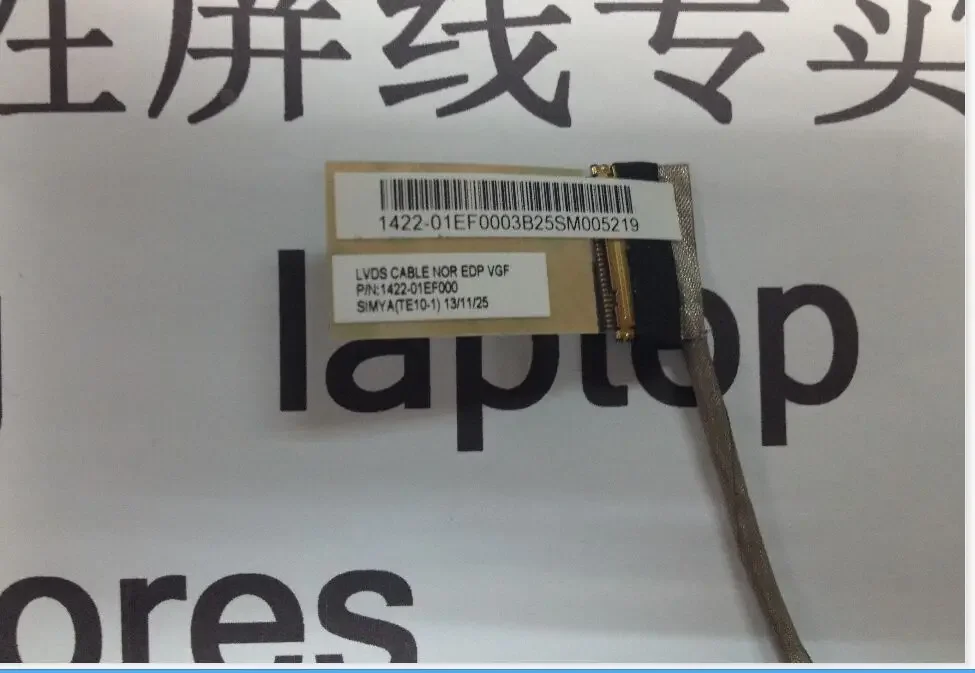 在屏线专卖
1422-01EF0003B25SM005219
LVDS CABLE NOR EDP VGF
P/N:1422-01EF000
SIMYA(TE10-1) 13/11/25
laptop
ores